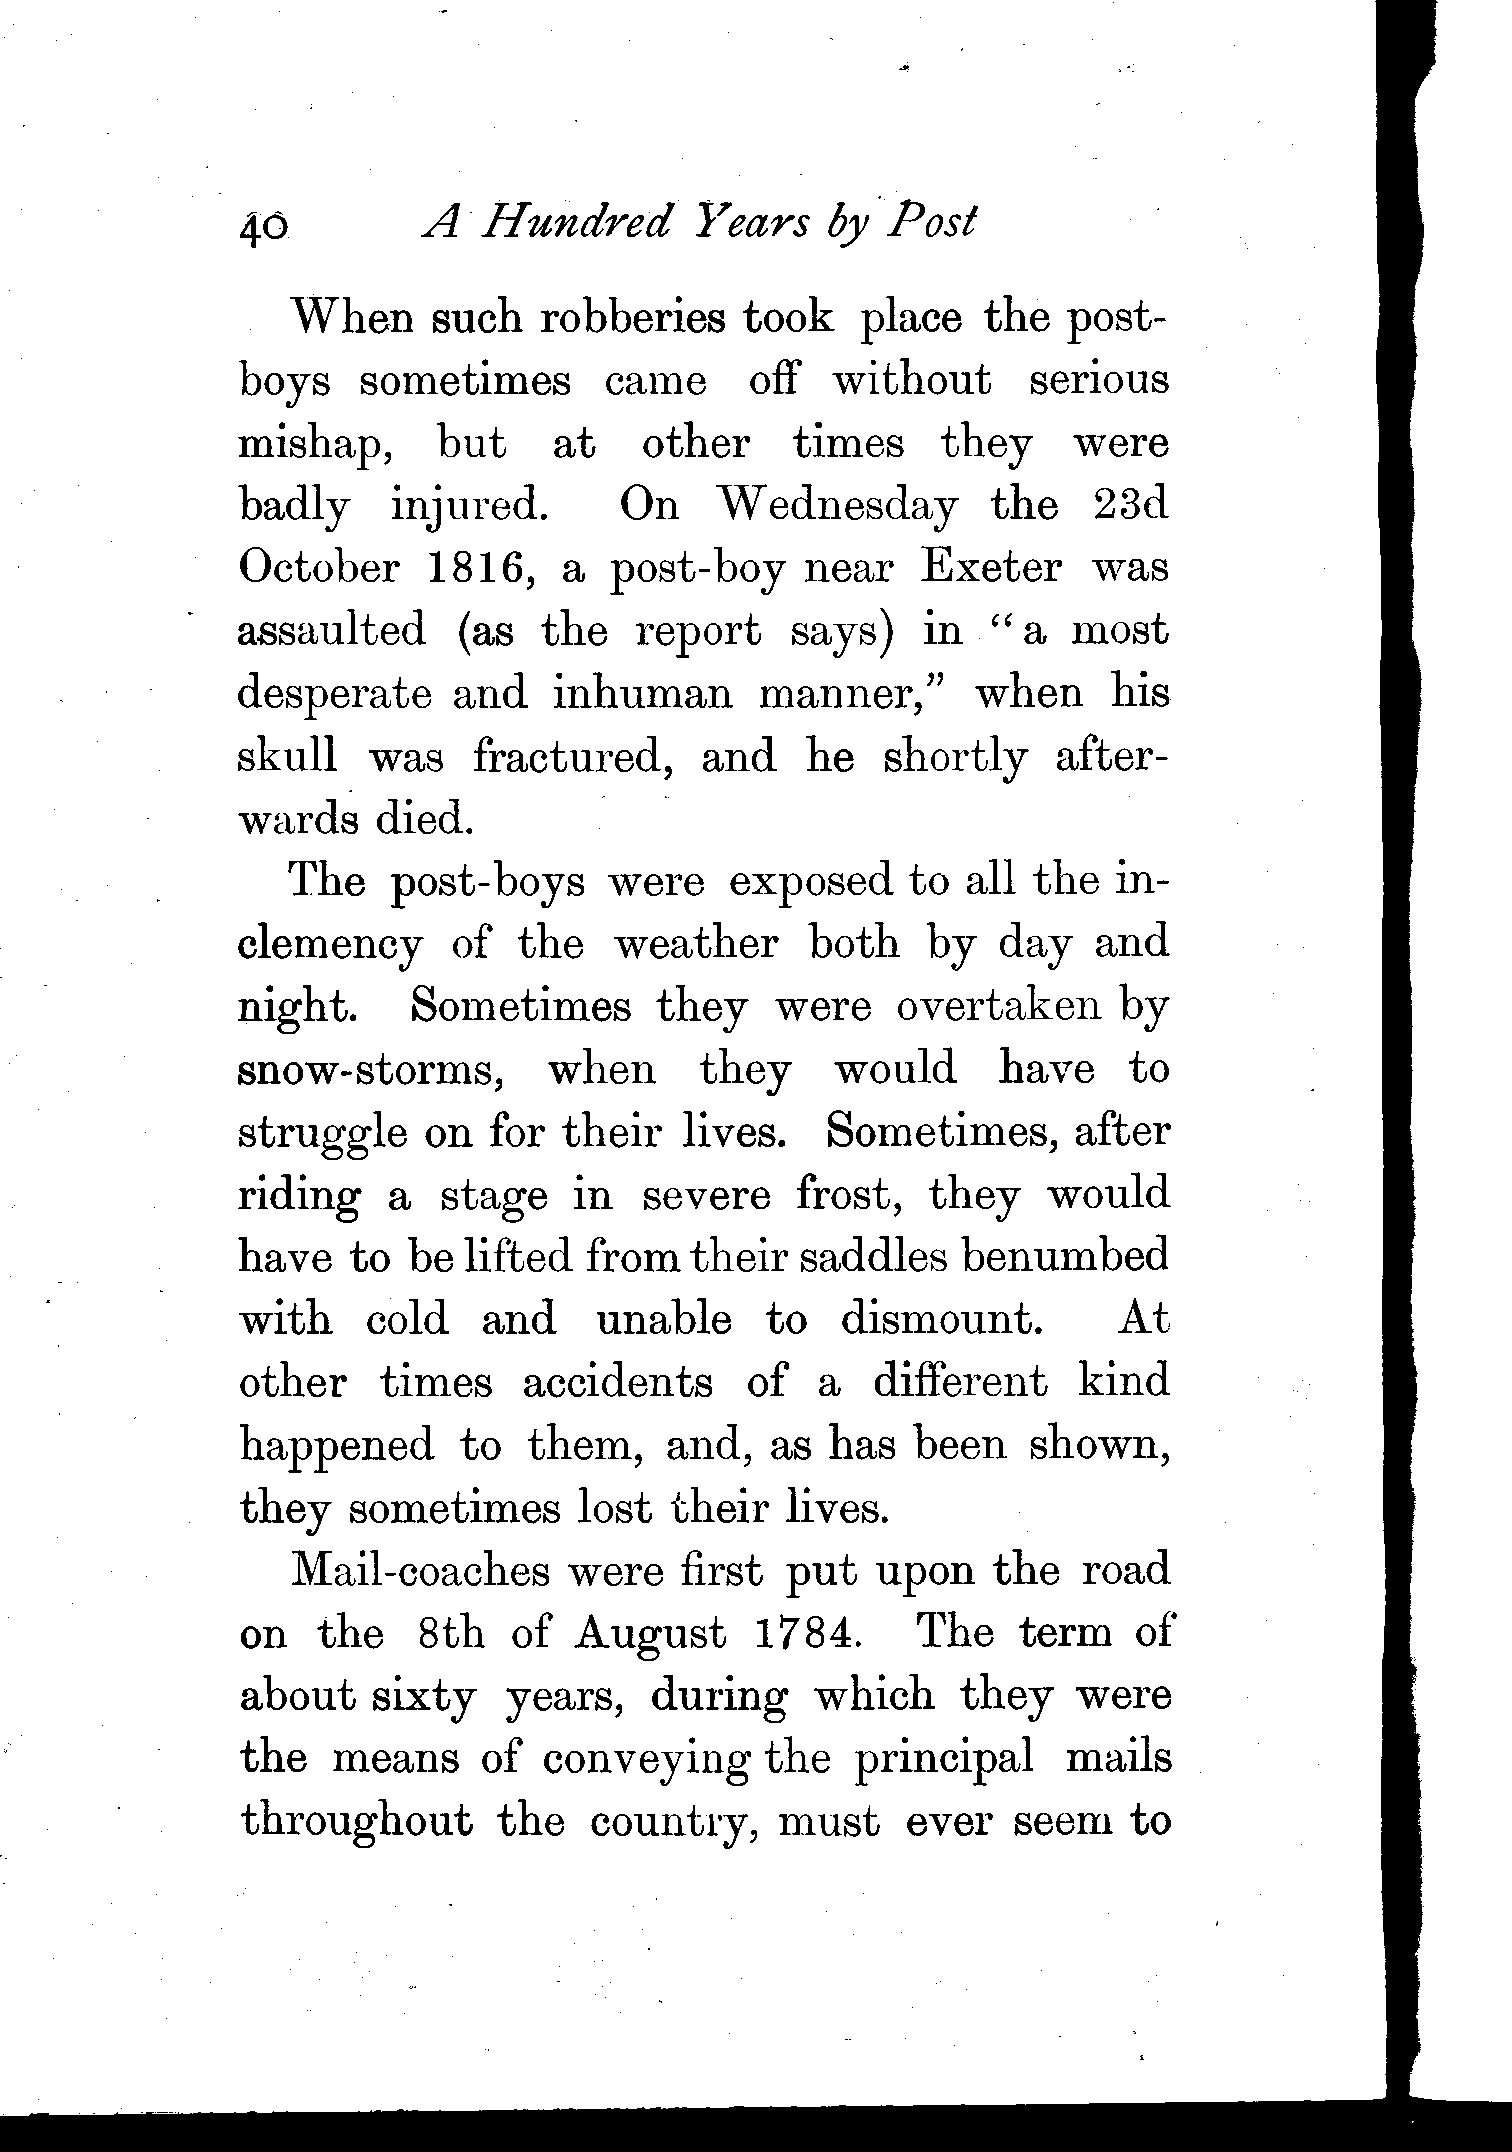 40 A Hundred Years by Post
When such robberies took place the post-
boys sometimes came off without serious
mishap, but at other times they were
badly injured. On Wednesday the 23d
October 1816, a post-boy near Exeter was
assaulted (as the report says) in “a most
desperate and inhuman manner,” when his
skull was fractured, and he shortly after-
wards died.
The post-boys were exposed to all the in-
clemency of the weather both by day and
night. Sometimes they were overtaken by
snow-storms, when they would have to
struggle on for their lives. Sometimes, after
riding a stage in severe frost, they would
have to be lifted from their saddles benumbed
with cold and unable to dismount. At
other times accidents of a different kind
happened to them, and, as has been shown,
they sometimes lost their lives.
Mail-coaches were first put upon the road
on the 8th of August 1784. The term of
about sixty years, during which they were
the means of conveying the principal mails
throughout the country, must ever seem to